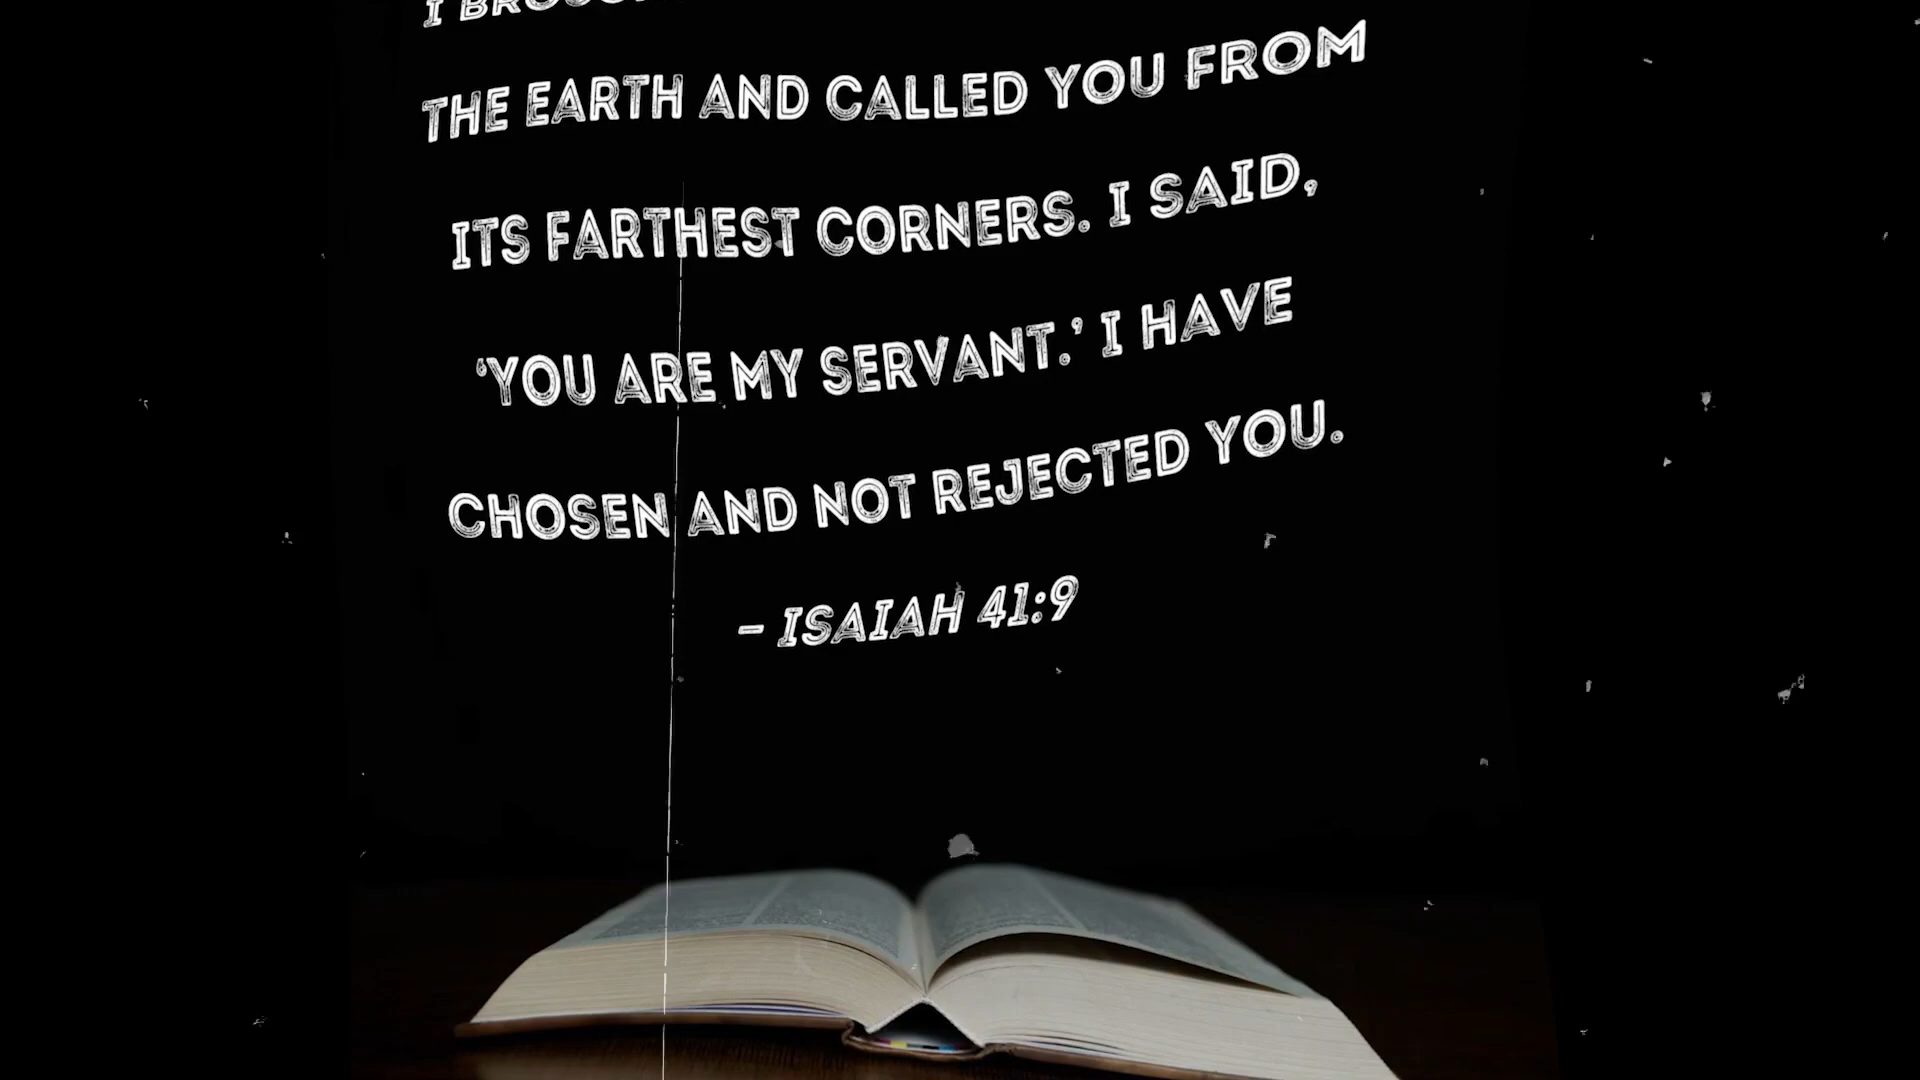 I
THE EARTH AND CALLED YOU FROM
ITS FARTHEST CORNERS. I SAID,
‘YOU ARE MY SERVANT.’ I HAVE
CHOSEN AND NOT REJECTED YOU.
– ISAIAH 41:9